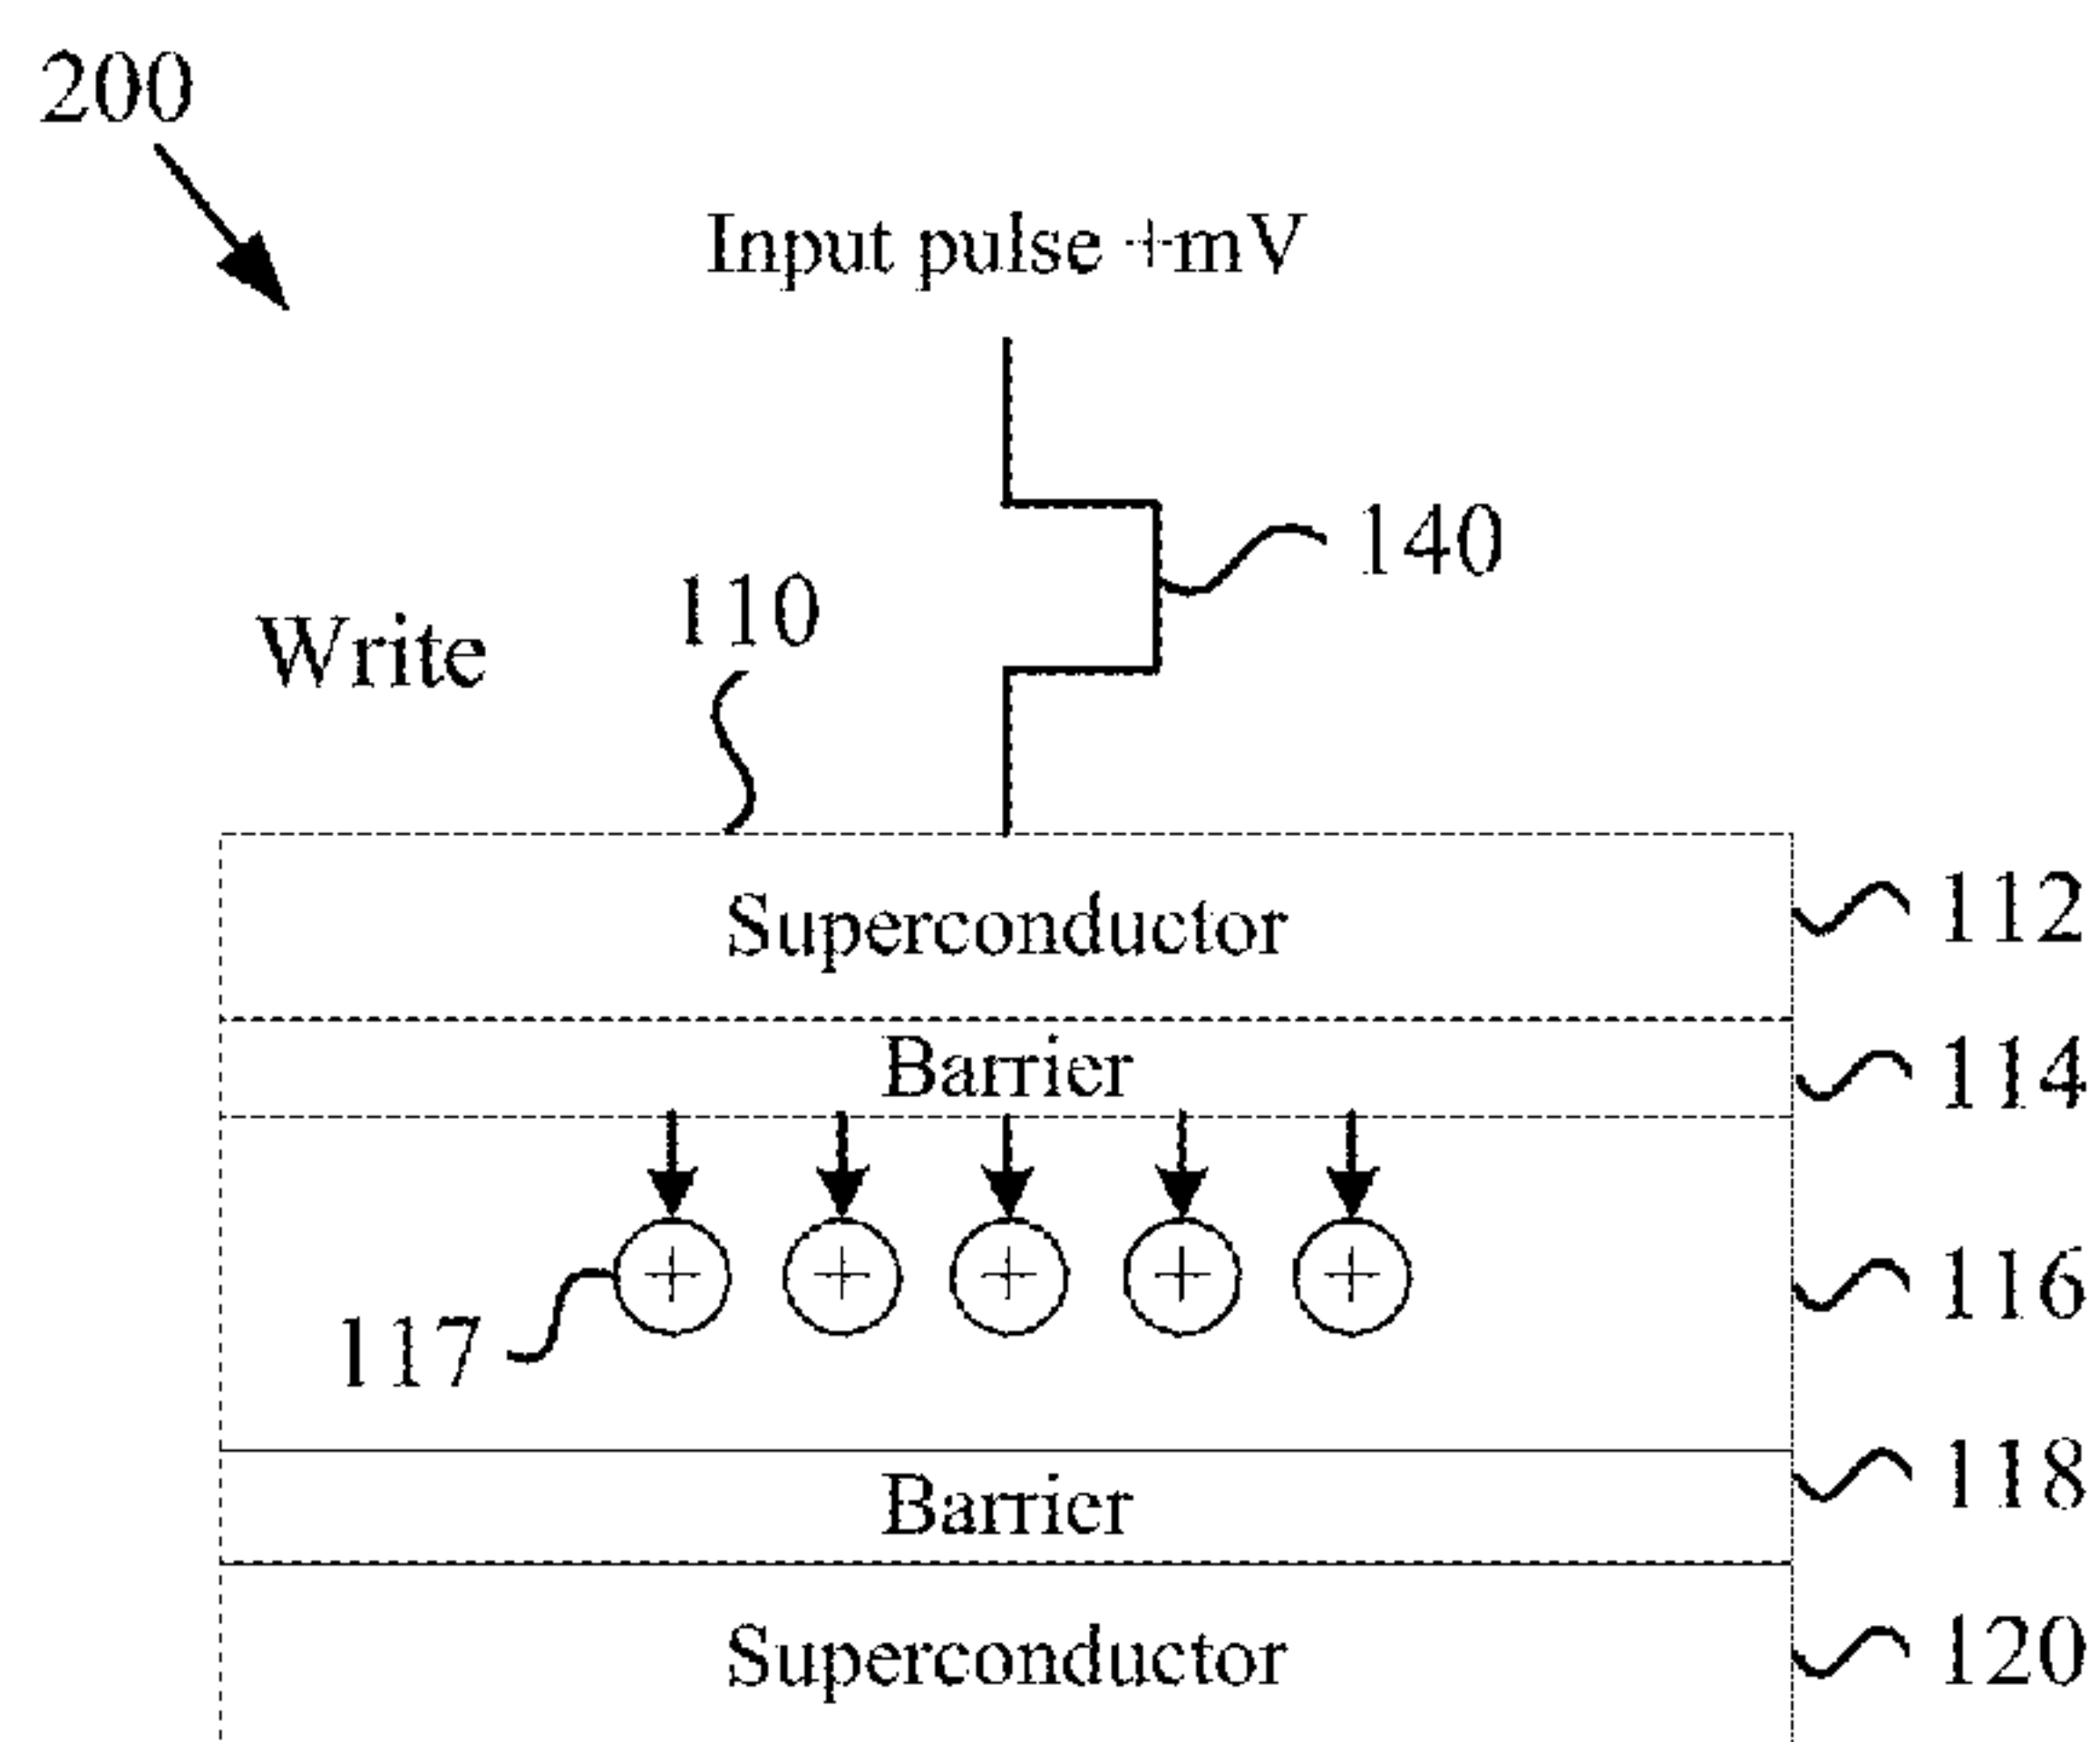 200
Input pulse +mV
140
110
Write
Superconductor
112
Barrier
114
+ + + + +
116
117
Barrier
118
Superconductor
120